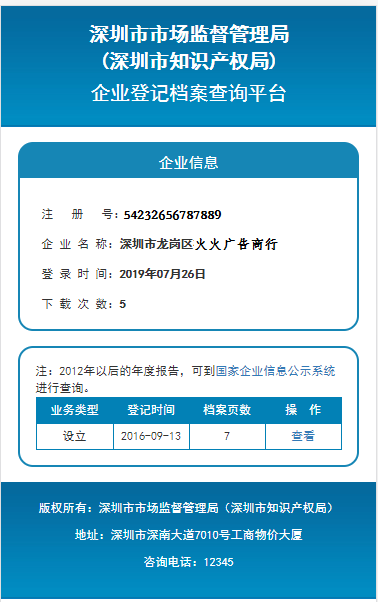 深圳市市场监督管理局
(深圳市知识产权局)
企业登记档案查询平台
企业信息
注 册 号：54232656787889
企 业 名 称：深圳市龙岗区火火广告商行
登 录 时 间：2019年07月26日
下 载 次 数：5
注：2012年以后的年度报告，可到国家企业信息公示系统
进行查询。
业务类型 登记时间 档案页数 操 作
设立 2016-09-13 7 查看
版权所有：深圳市市场监督管理局（深圳市知识产权局）
地址：深圳市深南大道7010号工商物价大厦
咨询电话：12345